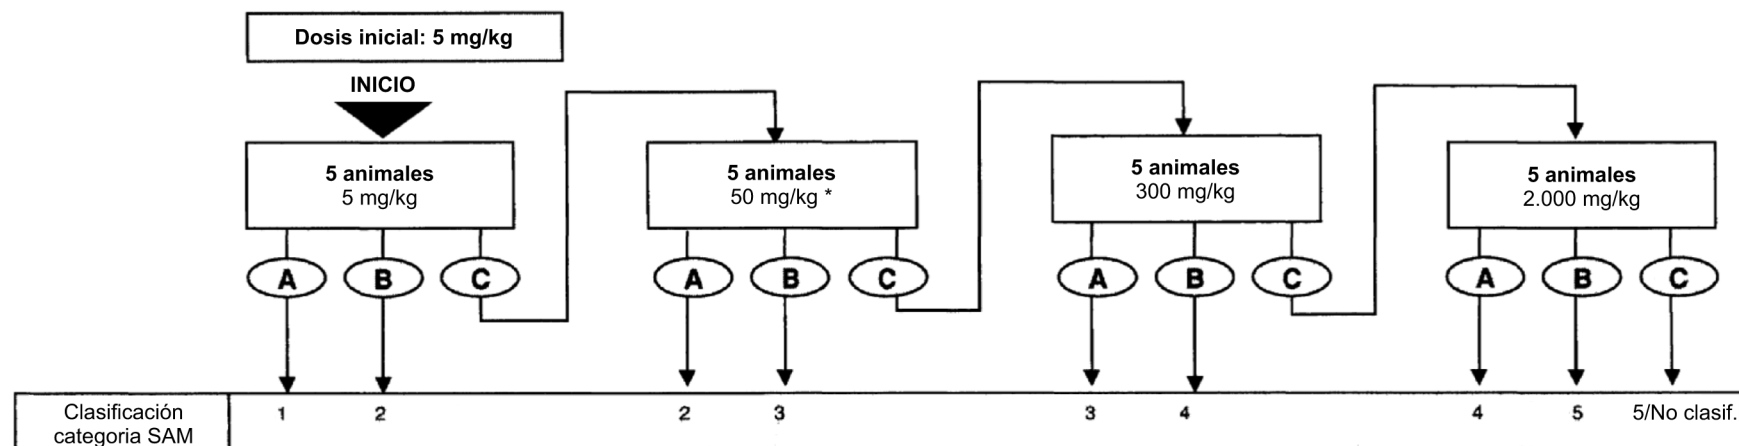 Dosis inicial: 5 mg/kg
INICIO
5 animales
5 mg/kg
5 animales
50 mg/kg *
5 animales
300 mg/kg
5 animales
2.000 mg/kg
A B C A B C A B C A B C
Clasificación
categoria SAM
1 2 2 3 3 4 4 5 5/No clasif.